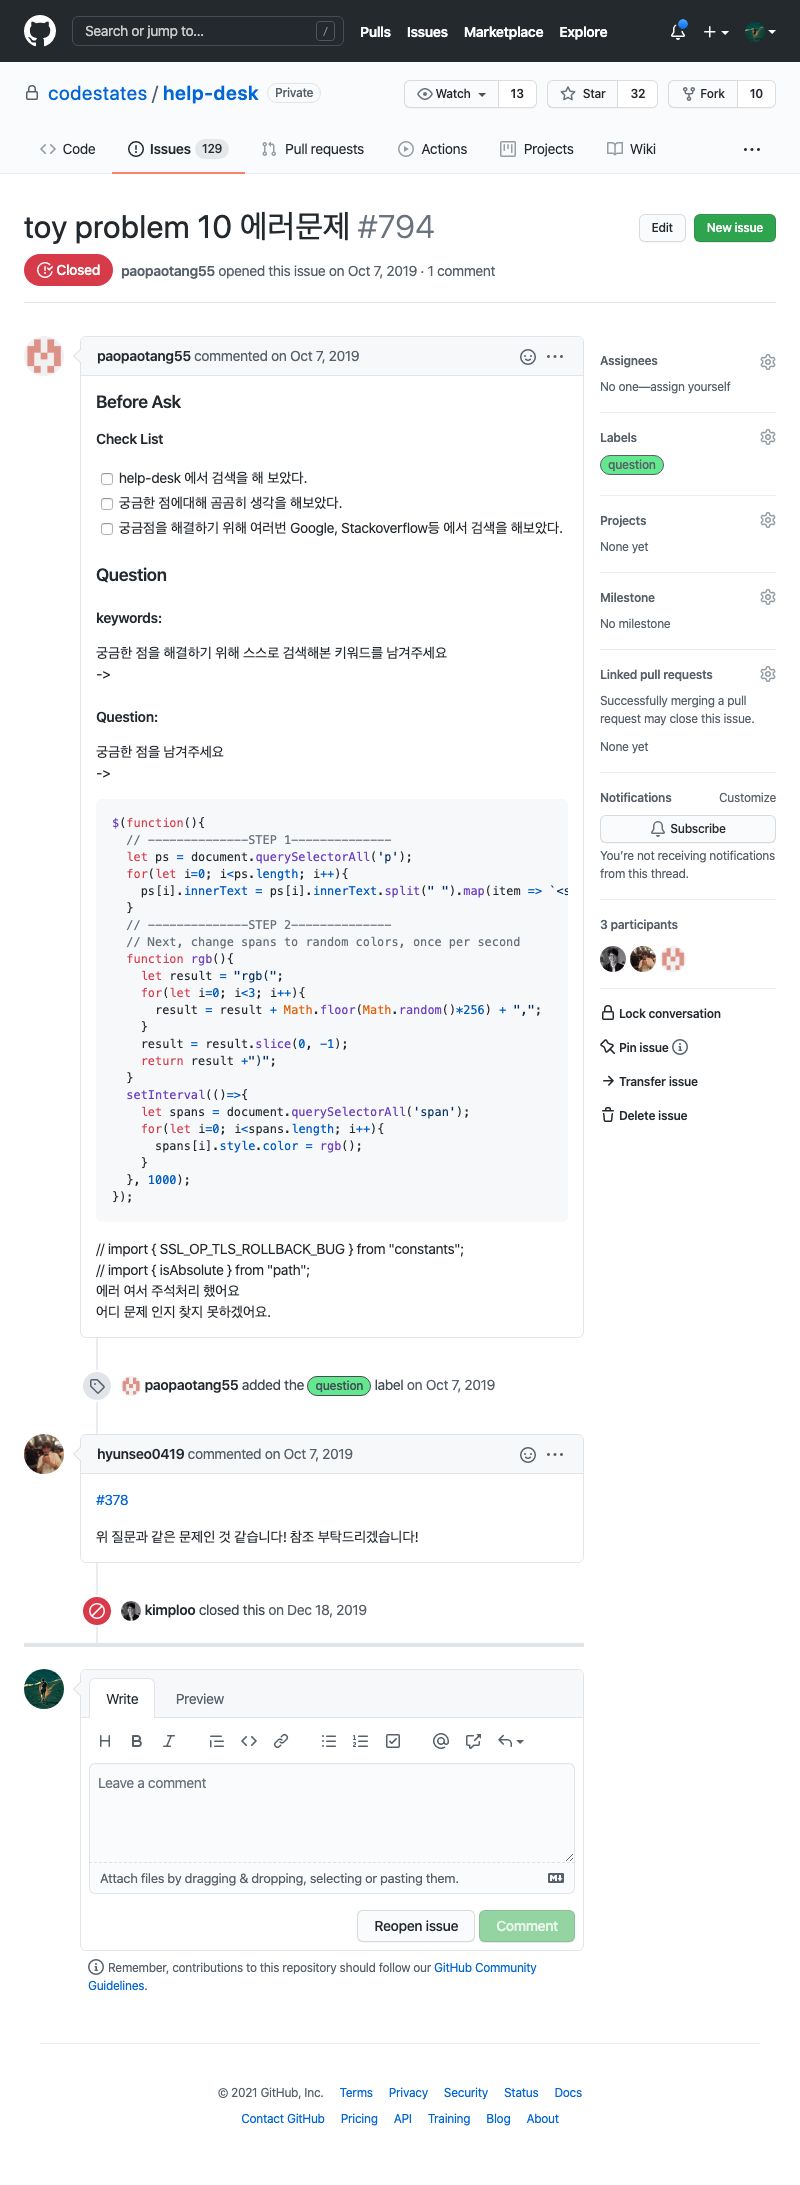 Search or jump to... /
Pulls Issues Marketplace Explore
codestates / help-desk Private
Watch 13 Star 32 Fork 10
Code Issues 129 Pull requests Actions Projects Wiki ...
toy problem 10 에러문제 #794
Edit New issue
Closed paopaotang55 opened this issue on Oct 7, 2019 · 1 comment
paopaotang55 commented on Oct 7, 2019
Before Ask
Check List
help-desk 에서 검색을 해 보았다.
궁금한 점에대해 곰곰히 생각을 해보았다.
궁금점을 해결하기 위해 여러번 Google, Stackoverflow등 에서 검색을 해보았다.
Question
keywords:
궁금한 점을 해결하기 위해 스스로 검색해본 키워드를 남겨주세요
->
Question:
궁금한 점을 남겨주세요
->
$(function(){
// --------------STEP 1--------------
let ps = document.querySelectorAll('p');
for(let i=0; i<ps.length; i++){
ps[i].innerText = ps[i].innerText.split(" ").map(item => `<s
}
// --------------STEP 2--------------
// Next, change spans to random colors, once per second
function rgb(){
let result = "rgb(";
for(let i=0; i<3; i++){
result = result + Math.floor(Math.random()*256) + ",";
}
result = result.slice(0, -1);
return result +")";
}
setInterval(()=>{
let spans = document.querySelectorAll('span');
for(let i=0; i<spans.length; i++){
spans[i].style.color = rgb();
}
}, 1000);
});
// import { SSL_OP_TLS_ROLLBACK_BUG } from "constants";
// import { isAbsolute } from "path";
에러 여서 주석처리 했어요
어디 문제 인지 찾지 못하겠어요.
paopaotang55 added the question label on Oct 7, 2019
hyunseo0419 commented on Oct 7, 2019
#378
위 질문과 같은 문제인 것 같습니다! 참조 부탁드리겠습니다!
kimploo closed this on Dec 18, 2019
Assignees
No one—assign yourself
Labels
question
Projects
None yet
Milestone
No milestone
Linked pull requests
Successfully merging a pull
request may close this issue.
None yet
Notifications Customize
Subscribe
You're not receiving notifications
from this thread.
3 participants
Lock conversation
Pin issue
Transfer issue
Delete issue
Write Preview
Leave a comment
Attach files by dragging & dropping, selecting or pasting them.
Reopen issue Comment
Remember, contributions to this repository should follow our GitHub Community
Guidelines.
© 2021 GitHub, Inc. Terms Privacy Security Status Docs
Contact GitHub Pricing API Training Blog About